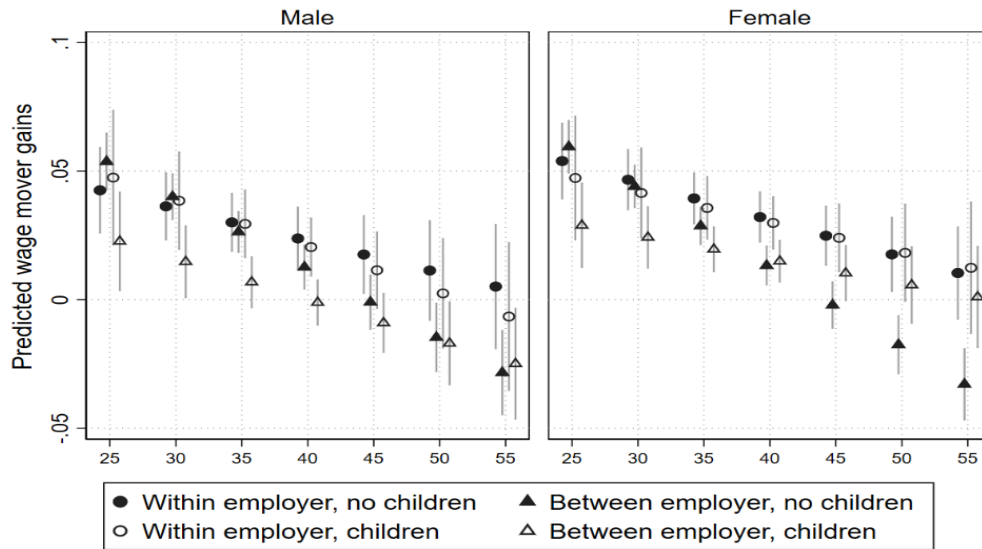 Male Female
Predicted wage mover gains
.1
.05
0
-.05
25 30 35 40 45 50 55 25 30 35 40 45 50 55
Within employer, no children Between employer, no children
Within employer, children Between employer, children